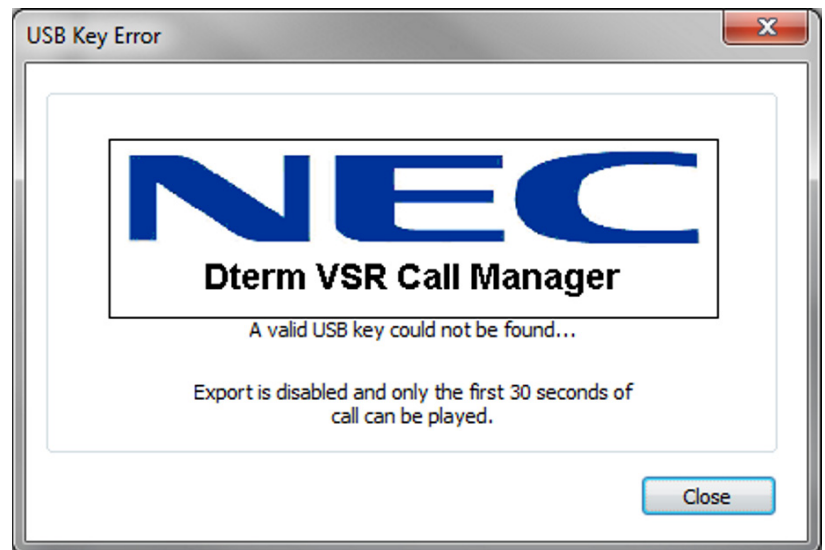 USB Key Error
NEC
Dterm VSR Call Manager
A valid USB key could not be found...
Export is disabled and only the first 30 seconds of
call can be played.
Close